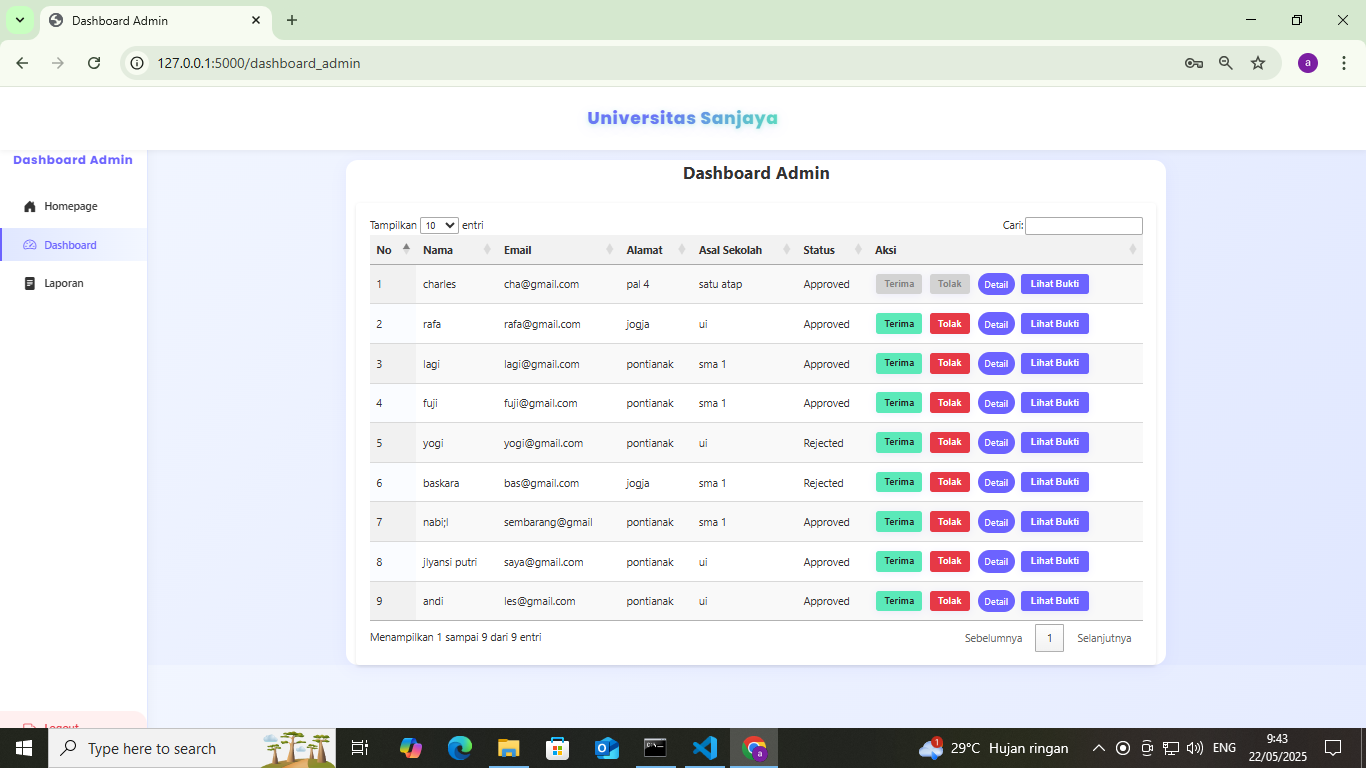 Dashboard Admin
127.0.0.1:5000/dashboard_admin
a
Universitas Sanjaya
Dashboard Admin
Homepage
Dashboard
Laporan
Logout
Dashboard Admin
Tampilkan 10 entri Cari:
No Nama Email Alamat Asal Sekolah Status Aksi
1 charles cha@gmail.com pal 4 satu atap Approved Terima Tolak Detail Lihat Bukti
2 rafa rafa@gmail.com jogja ui Approved Terima Tolak Detail Lihat Bukti
3 lagi lagi@gmail.com pontianak sma 1 Approved Terima Tolak Detail Lihat Bukti
4 fuji fuji@gmail.com pontianak sma 1 Approved Terima Tolak Detail Lihat Bukti
5 yogi yogi@gmail.com pontianak ui Rejected Terima Tolak Detail Lihat Bukti
6 baskara bas@gmail.com jogja sma 1 Rejected Terima Tolak Detail Lihat Bukti
7 nabi;l sembarang@gmail pontianak sma 1 Approved Terima Tolak Detail Lihat Bukti
8 jlyansi putri saya@gmail.com pontianak ui Approved Terima Tolak Detail Lihat Bukti
9 andi les@gmail.com pontianak ui Approved Terima Tolak Detail Lihat Bukti
Menampilkan 1 sampai 9 dari 9 entri Sebelumnya 1 Selanjutnya
Type here to search
1
29°C Hujan ringan
ENG
9:43
22/05/2025
a